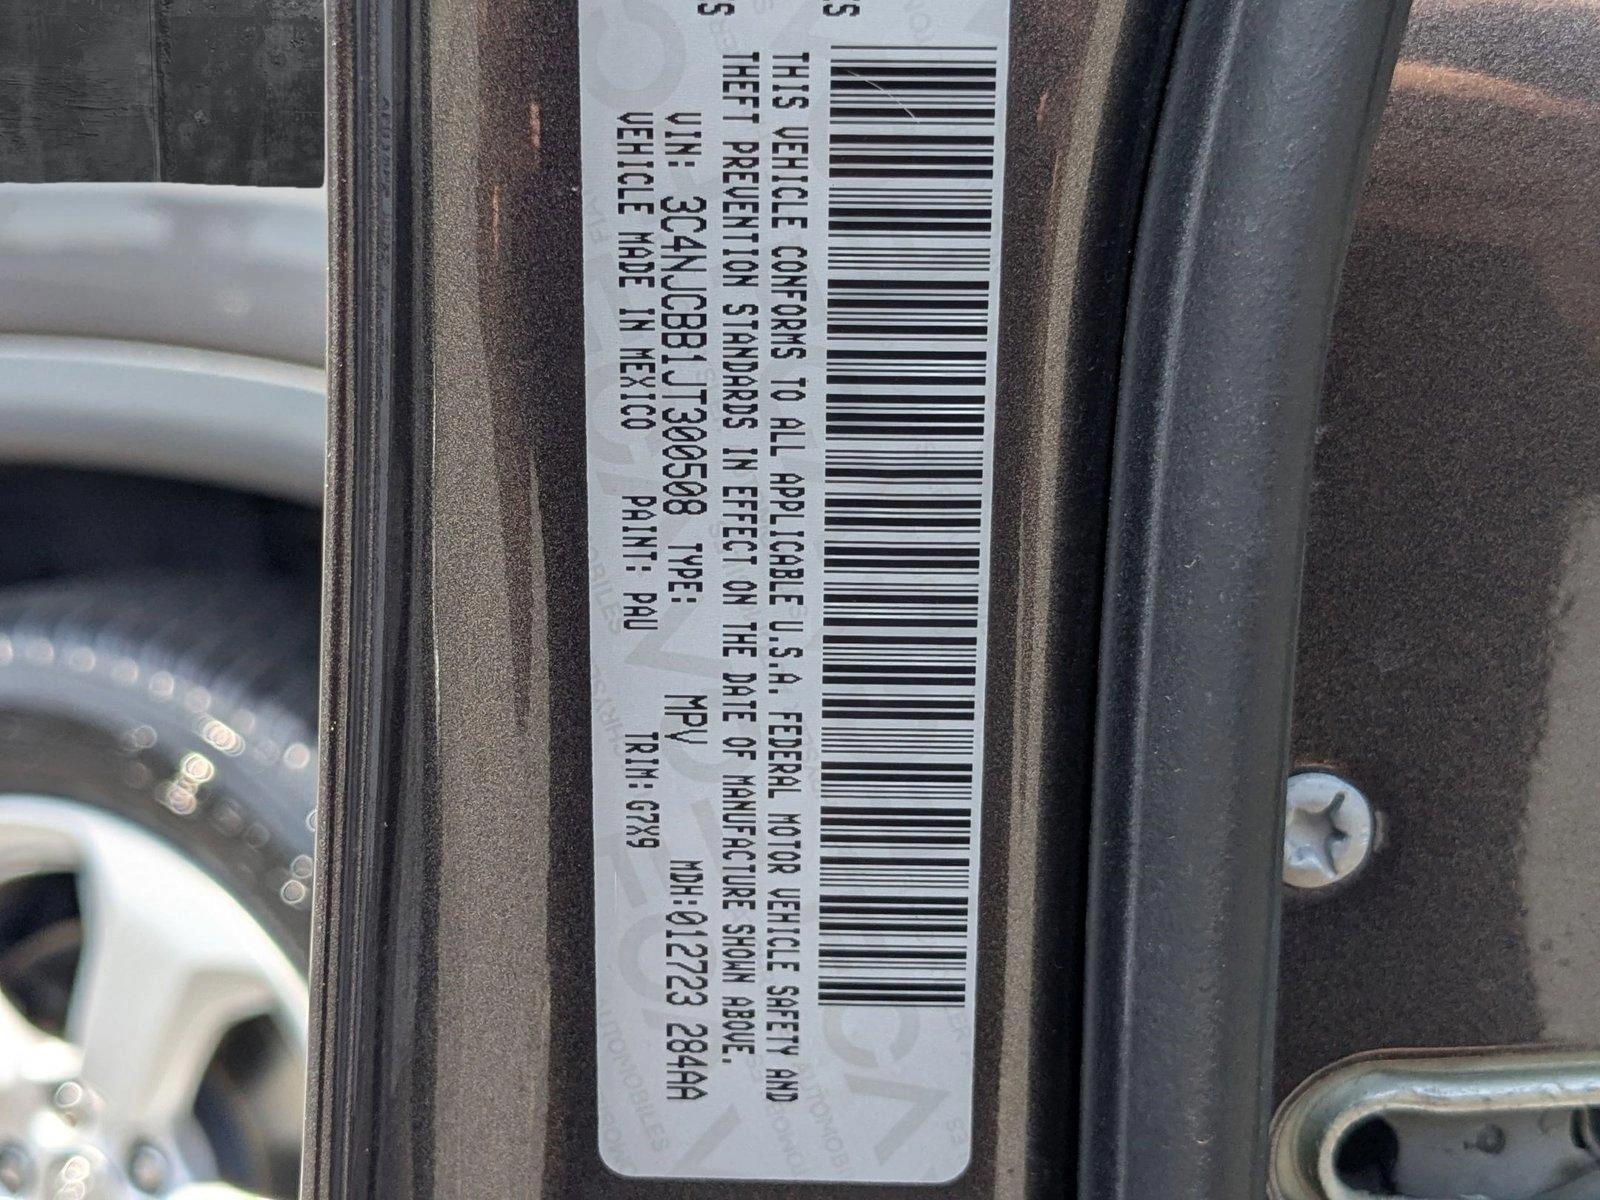 THIS VEHICLE CONFORMS TO ALL APPLICABLE U.S.A. FEDERAL MOTOR VEHICLE SAFETY AND
THEFT PREVENTION STANDARDS IN EFFECT ON THE DATE OF MANUFACTURE SHOWN ABOVE.
VIN: 3C4NJCBB1JT300508 TYPE: MPV MDH:012723 284AA
VEHICLE MADE IN MEXICO PAINT: PAU TRIM: G7X9